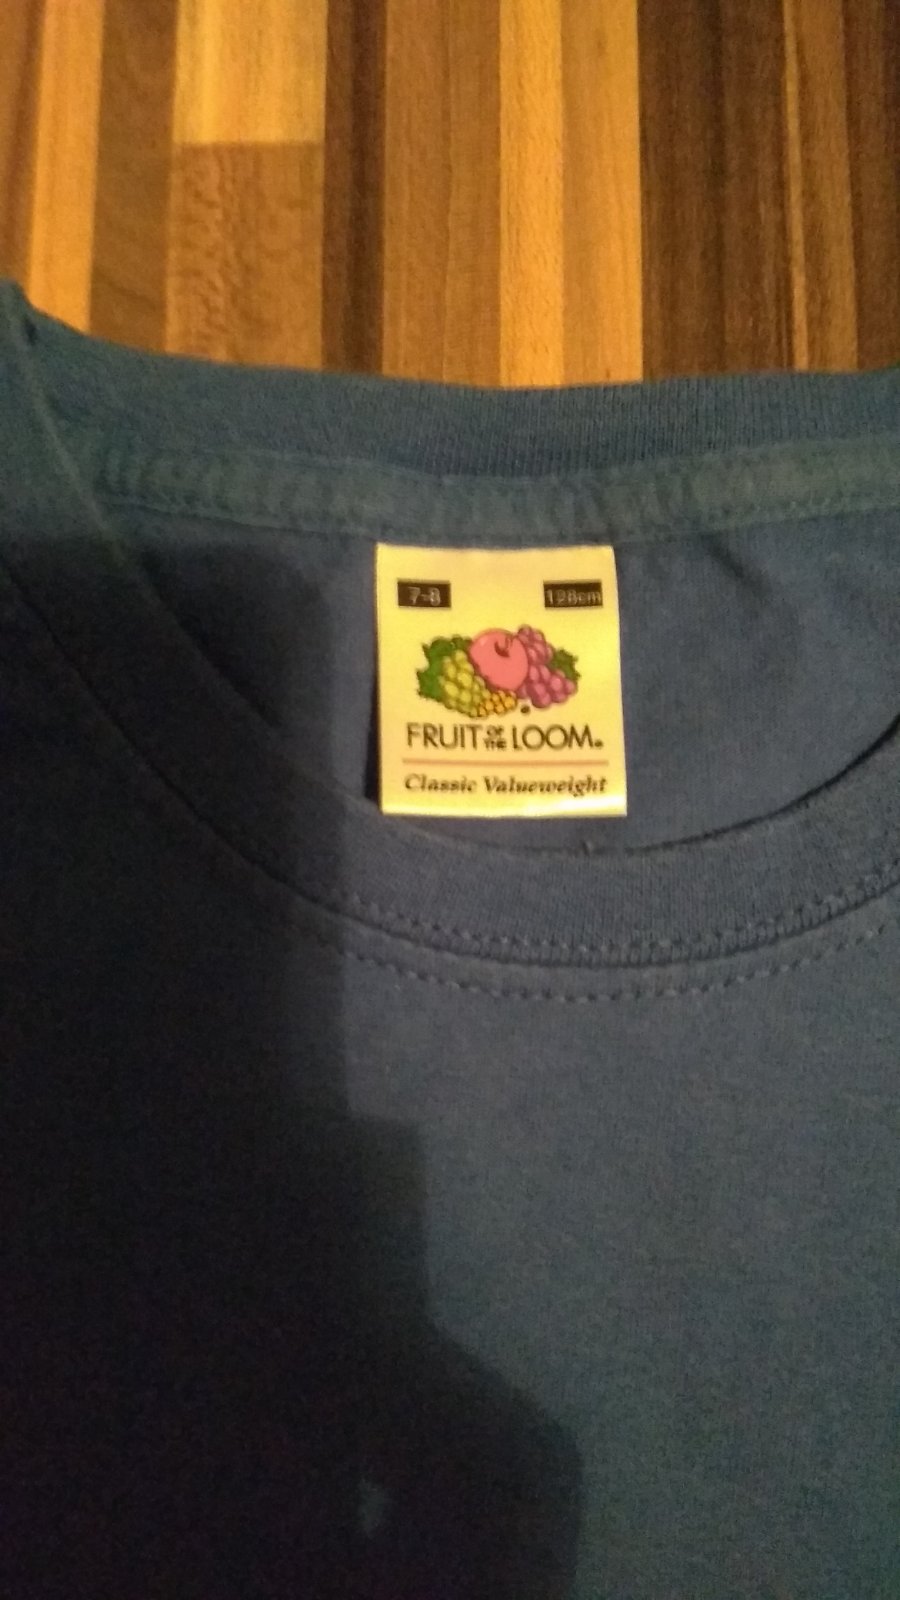 7-8 128cm
FRUIT OF THE LOOM®
Classic Valueweight